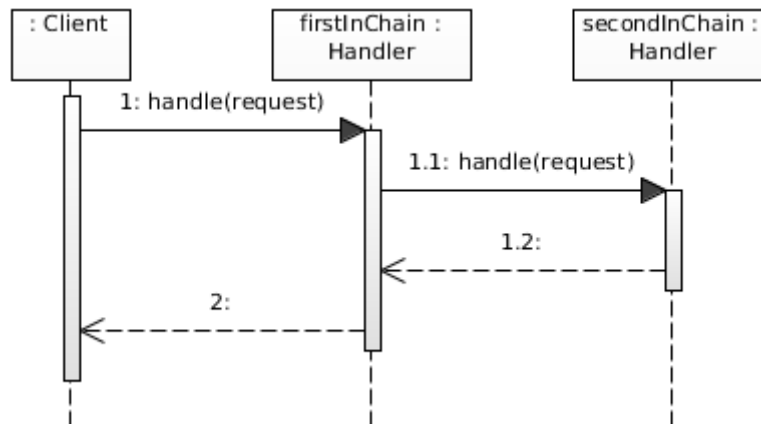 : Client
firstInChain :
Handler
secondInChain :
Handler
1: handle(request)
1.1: handle(request)
1.2:
2: